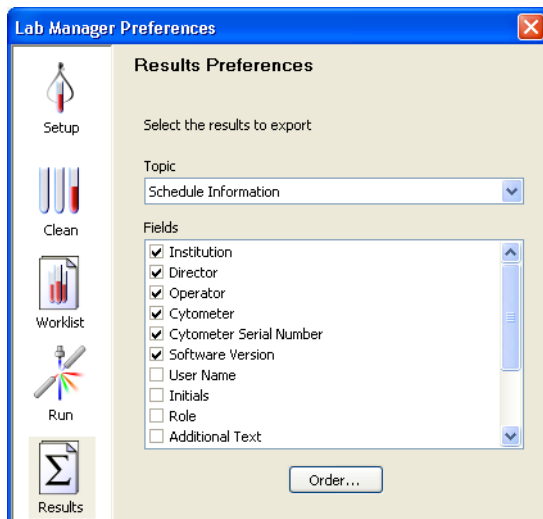 Lab Manager Preferences
Setup
Clean
Worklist
Run
Results
Results Preferences
Select the results to export
Topic
Schedule Information
Fields
Institution
Director
Operator
Cytometer
Cytometer Serial Number
Software Version
User Name
Initials
Role
Additional Text
Order...